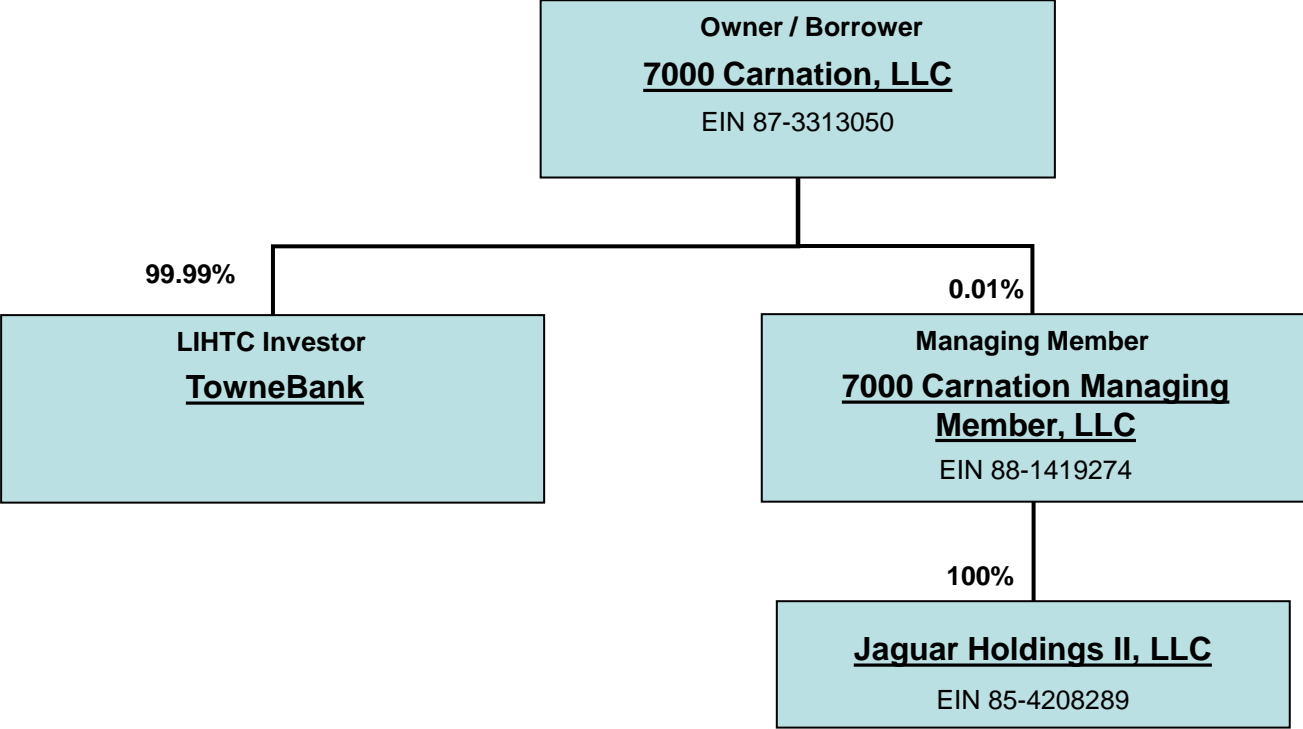 Owner / Borrower
7000 Carnation, LLC
EIN 87-3313050
99.99%
0.01%
LIHTC Investor
TowneBank
Managing Member
7000 Carnation Managing
Member, LLC
EIN 88-1419274
100%
Jaguar Holdings II, LLC
EIN 85-4208289